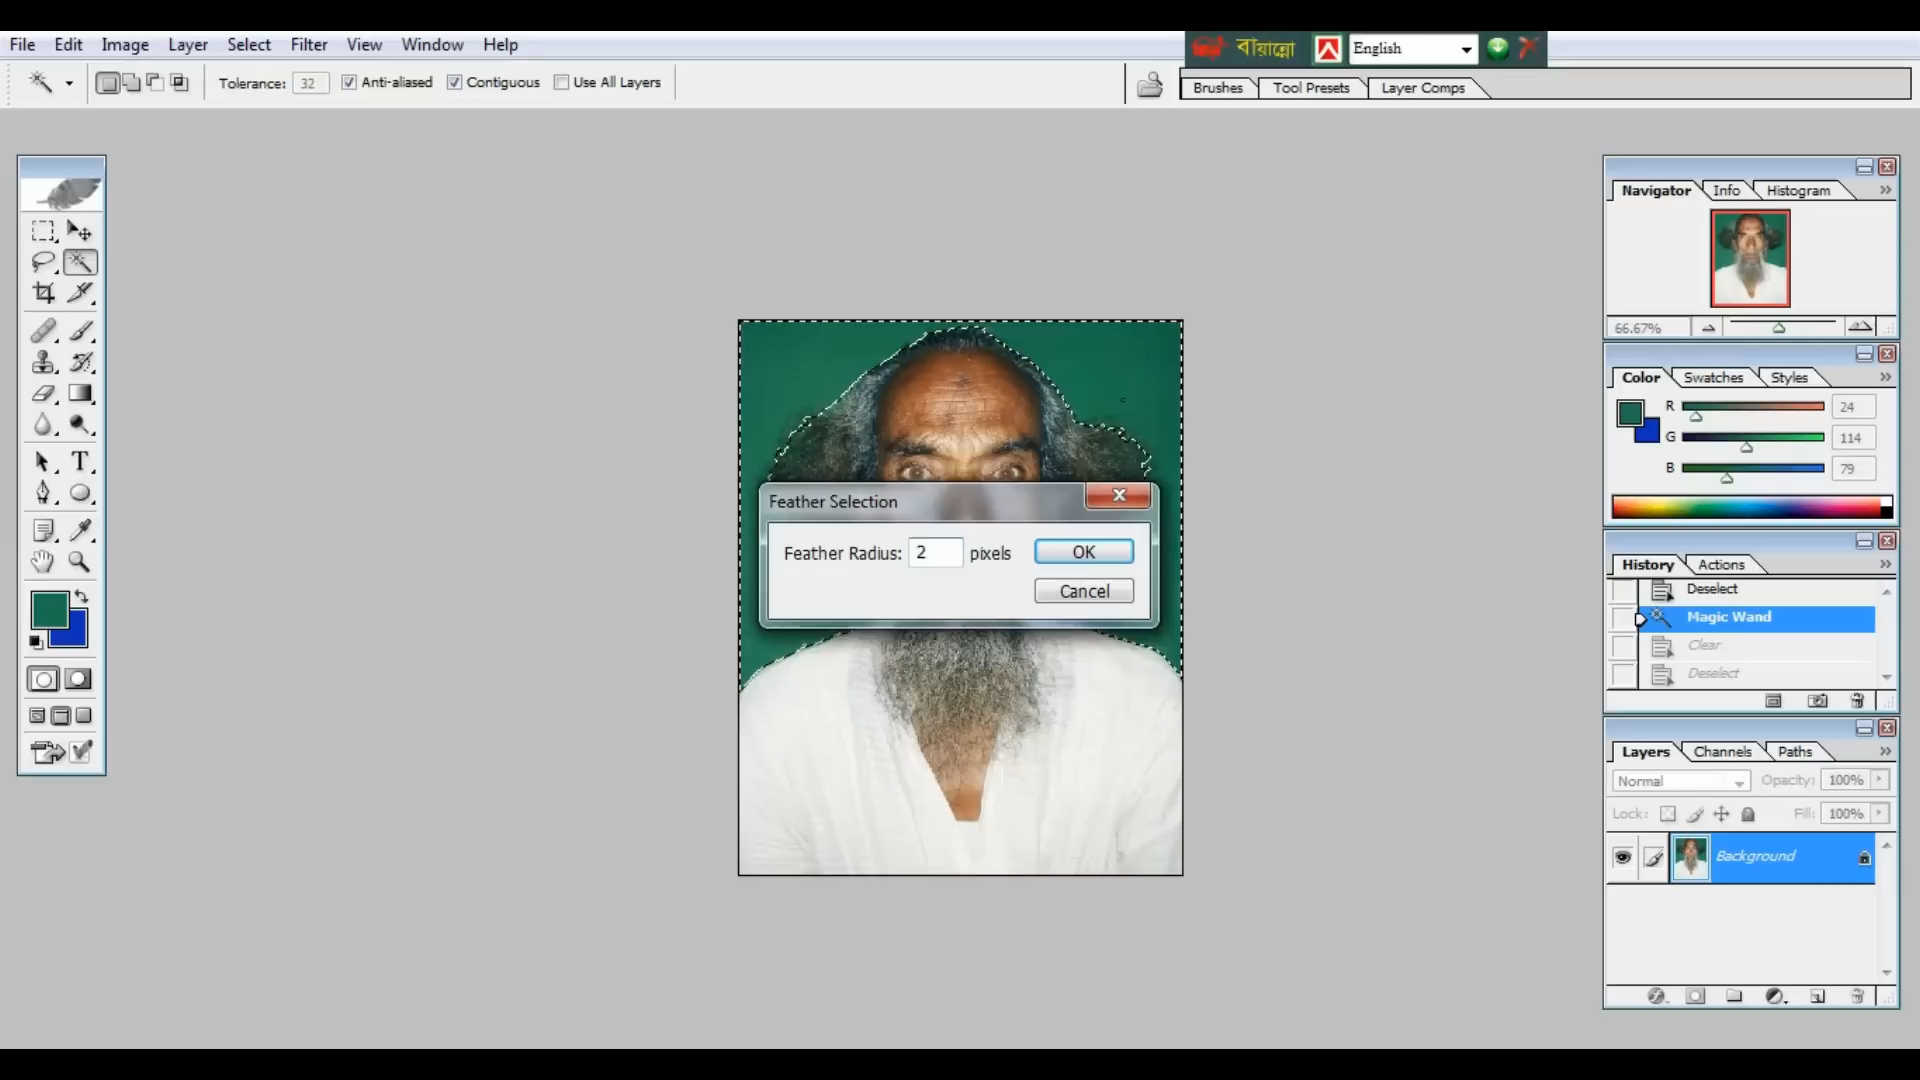 File Edit Image Layer Select Filter View Window Help
বায়ান্নো English
Tolerance: 32 Anti-aliased Contiguous Use All Layers
Brushes Tool Presets Layer Comps
Navigator Info Histogram
66.67%
Color Swatches Styles
R 24
G 114
B 79
Feather Selection
Feather Radius: 2 pixels OK
Cancel
History Actions
Deselect
Magic Wand
Clear
Deselect
Layers Channels Paths
Normal Opacity: 100%
Lock: Fill: 100%
Background
T